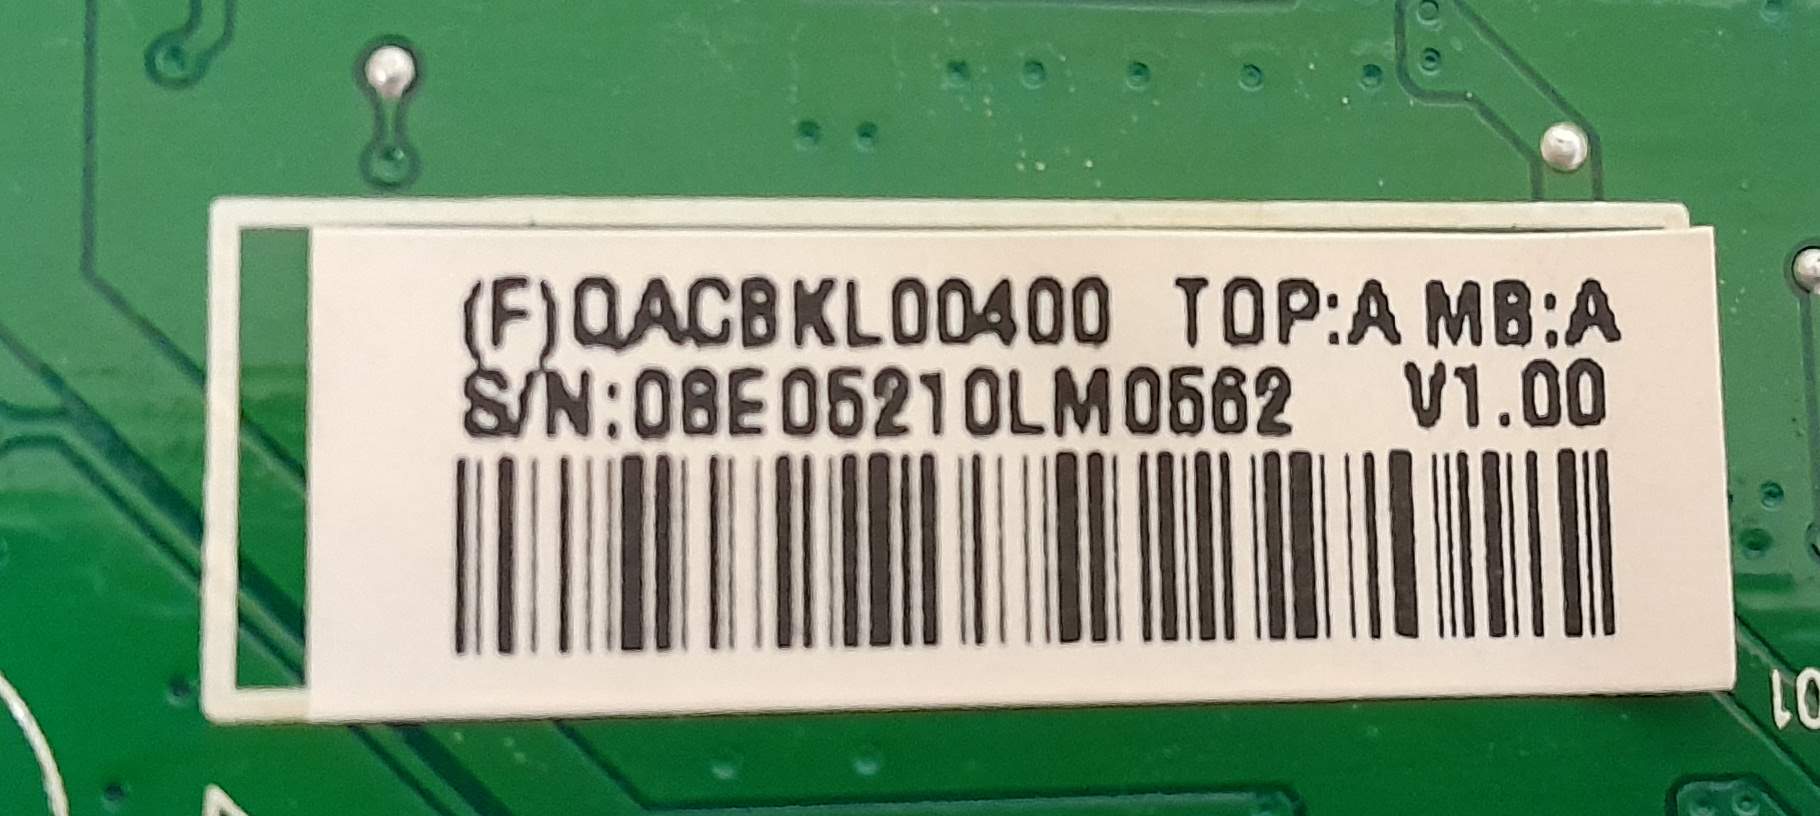 (F)QACBKL00400 TOP:A MB:A
S/N:08E05210LM0562 V1.00